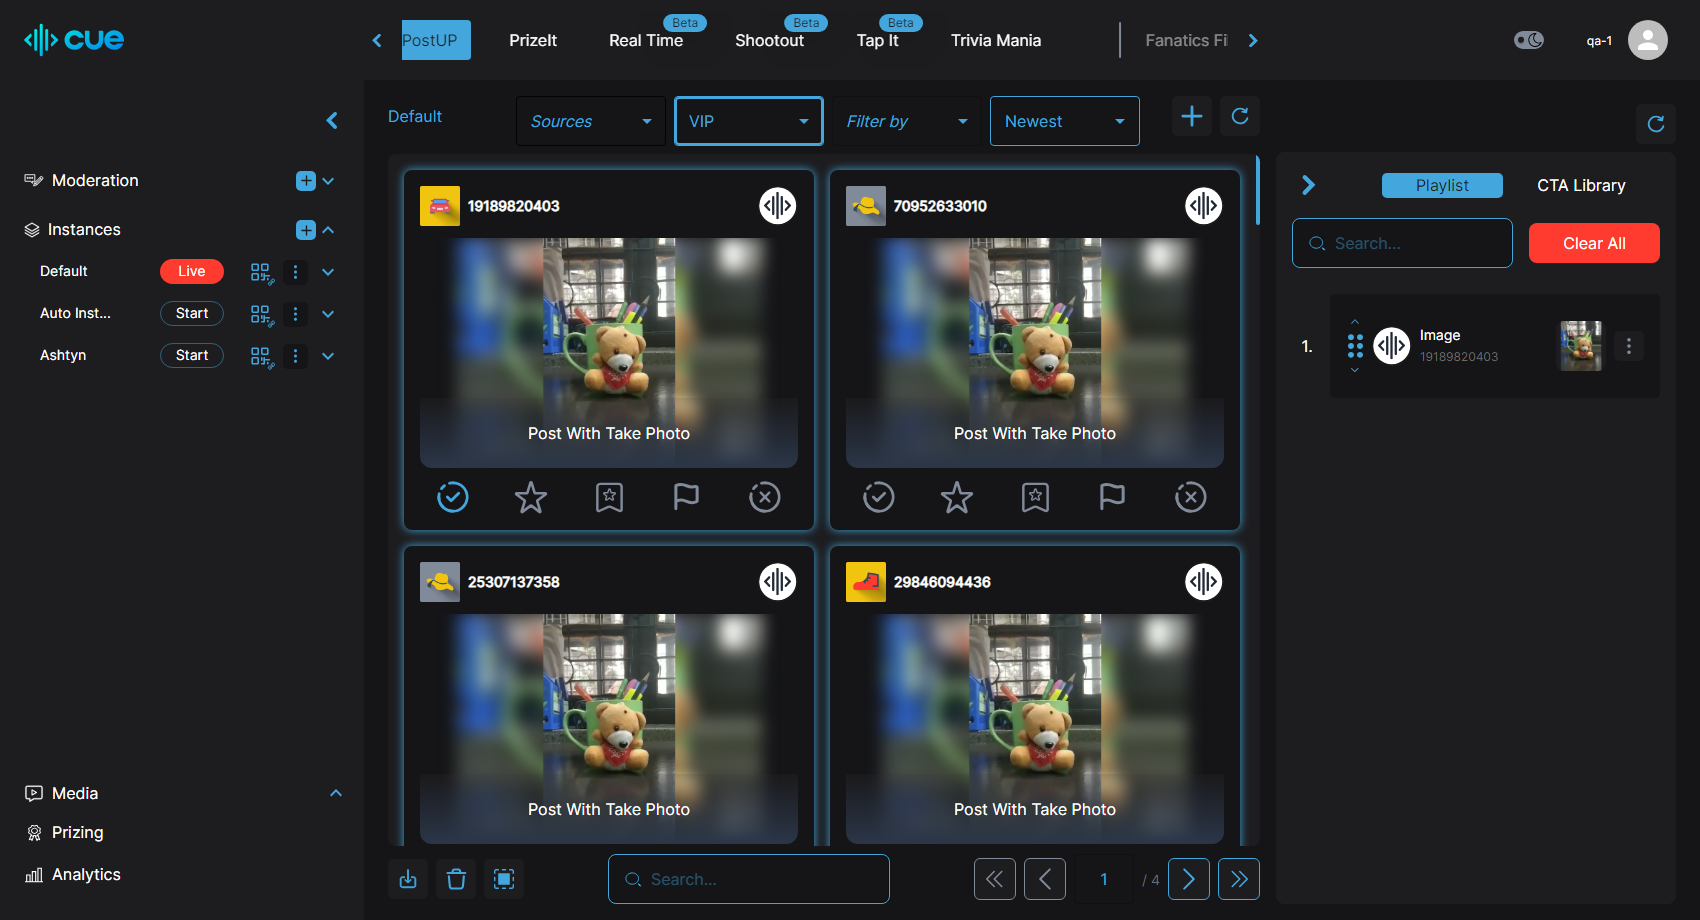 cue
PostUP
PrizeIt
Real Time
Beta
Shootout
Beta
Tap It
Beta
Trivia Mania
Fanatics Fi
qa-1
Moderation
Instances
Default
Live
Auto Inst...
Start
Ashtyn
Start
Media
Prizing
Analytics
Default
Sources
VIP
Filter by
Newest
19189820403
Post With Take Photo
70952633010
Post With Take Photo
25307137358
Post With Take Photo
29846094436
Post With Take Photo
Search...
1
/ 4
Playlist
CTA Library
Search...
Clear All
1.
Image
19189820403